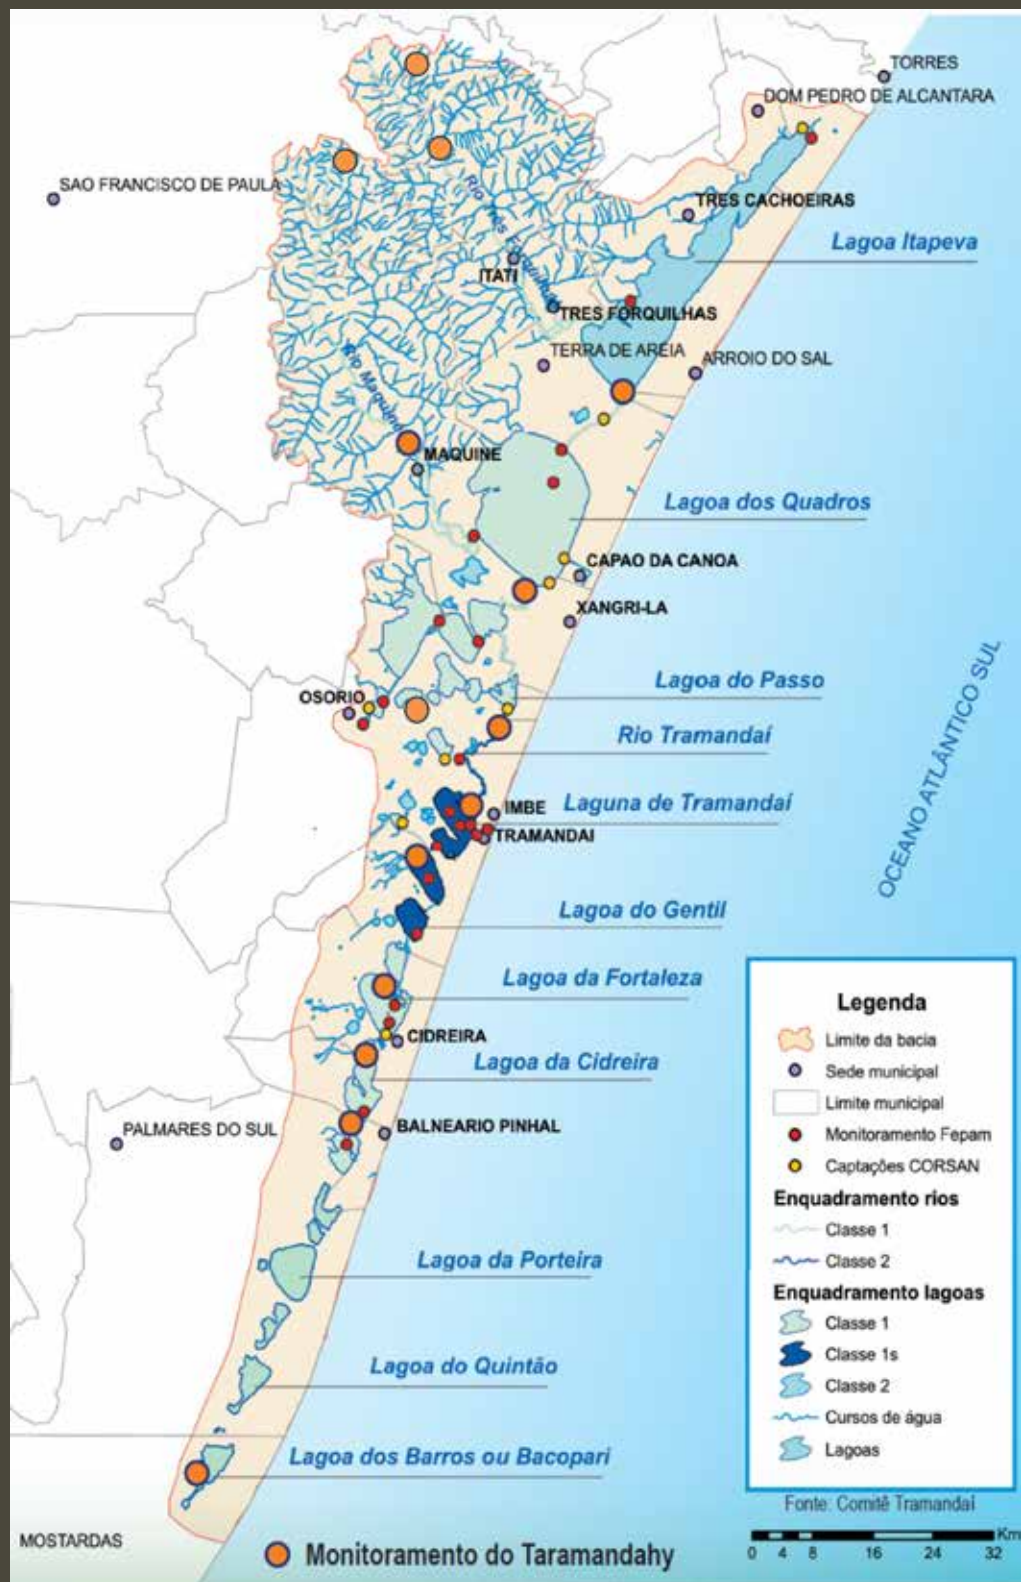 TORRES
DOM PEDRO DE ALCANTARA
SAO FRANCISCO DE PAULA
TRES CACHOEIRAS
Rio Três Forquilhas
Lagoa Itapeva
ITATI
TRES FORQUILHAS
TERRA DE AREIA
ARROIO DO SAL
Rio Maquiné
MAQUINE
Lagoa dos Quadros
CAPAO DA CANOA
XANGRI-LA
Lagoa do Passo
OSORIO
Rio Tramandaí
OCEANO ATLÂNTICO SUL
Laguna de Tramandaí
IMBE
TRAMANDAI
Lagoa do Gentil
Lagoa da Fortaleza
CIDREIRA
Lagoa da Cidreira
PALMARES DO SUL
BALNEARIO PINHAL
Lagoa da Porteira
Lagoa do Quintão
Lagoa dos Barros ou Bacoparí
MOSTARDAS
Monitoramento do Taramandahy
Legenda
Limite da bacia
Sede municipal
Limite municipal
Monitoramento Fepam
Captações CORSAN
Enquadramento rios
Classe 1
Classe 2
Enquadramento lagoas
Classe 1
Classe 1s
Classe 2
Cursos de água
Lagoas
Fonte: Comitê Tramandaí
Km
0 4 8 16 24 32